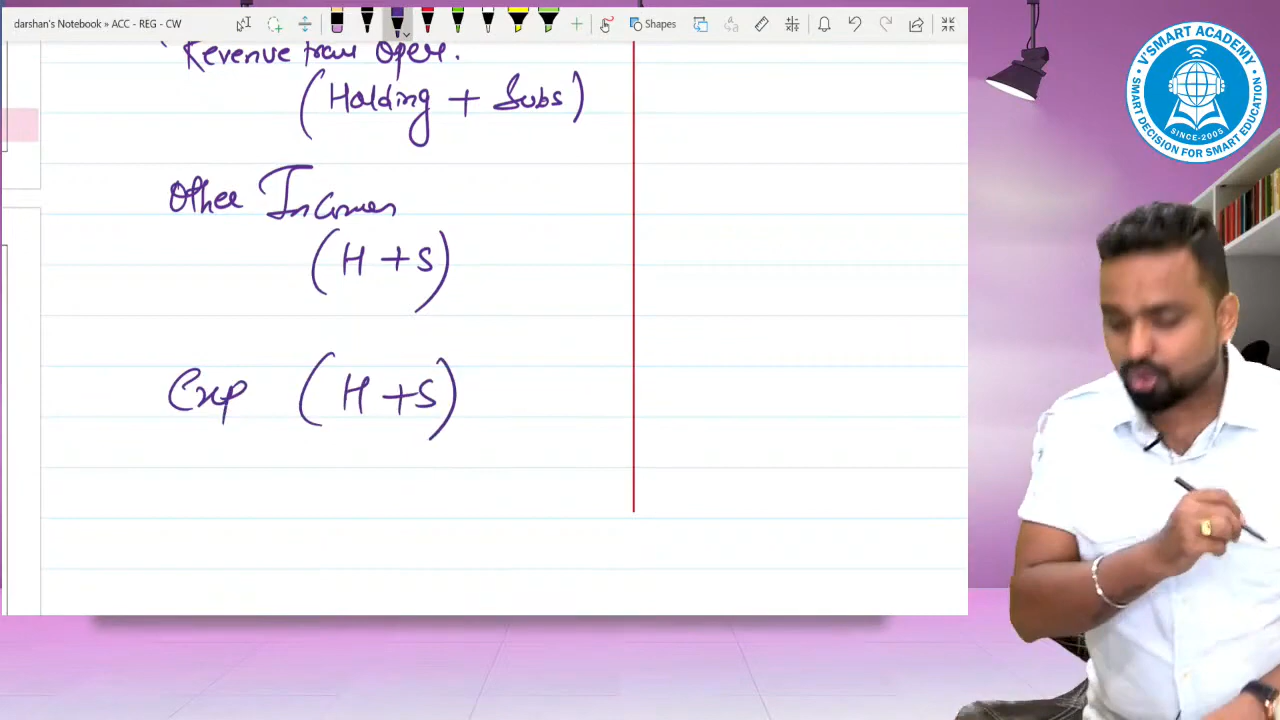 darshan's Notebook » ACC - REG - CW
Shapes
Revenue from Oper.
(Holding + Subs)
Other Incomes
(H + S)
Exp (H + S)
V'SMART ACADEMY
SINCE-2005
SMART DECISION FOR SMART EDUCATION